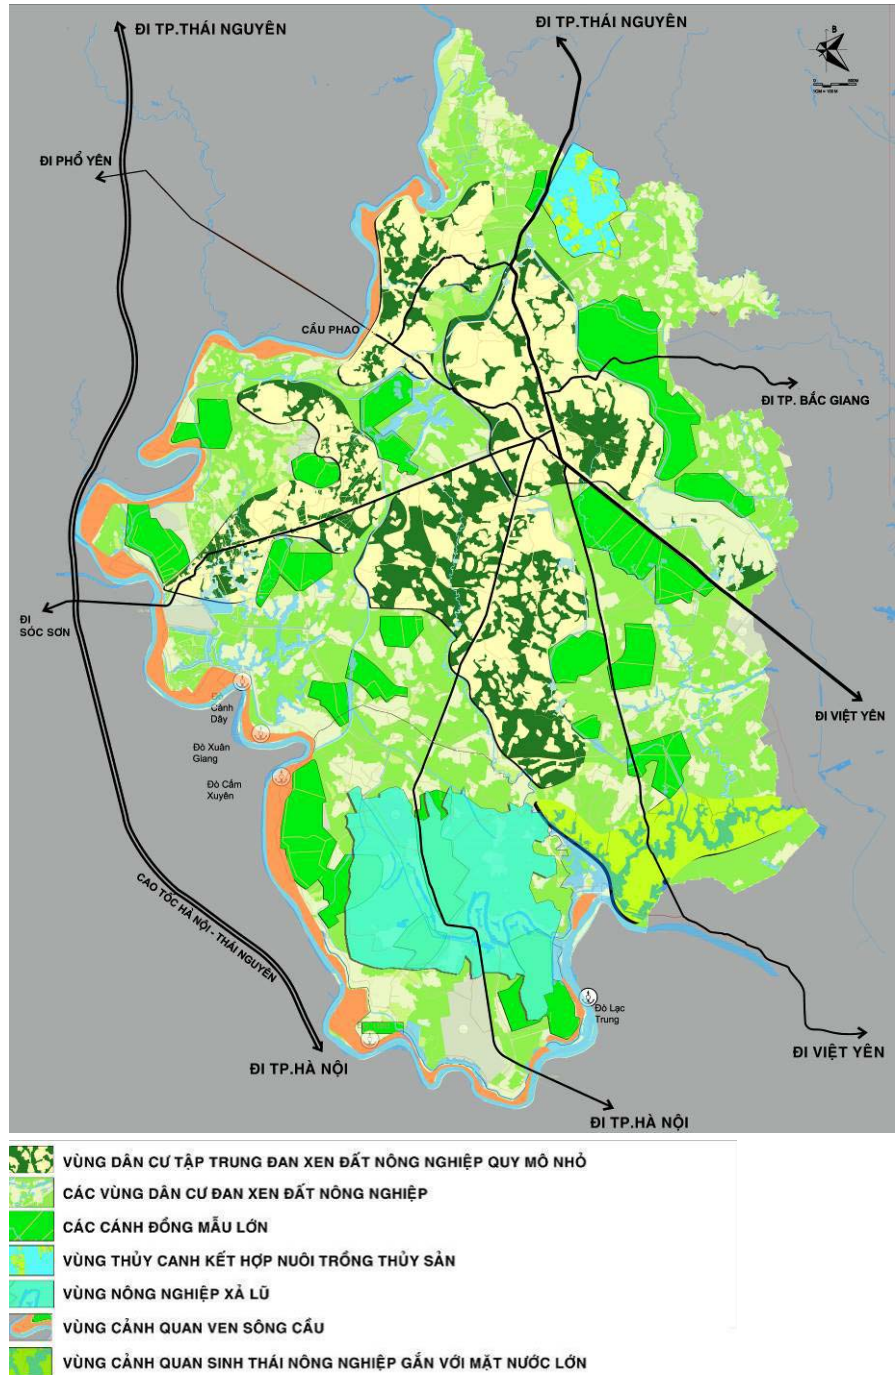 ĐI TP.THÁI NGUYÊN
ĐI TP.THÁI NGUYÊN
B
ĐI PHỔ YÊN
CẦU PHAO
ĐI TP. BẮC GIANG
ĐI
SÓC SƠN
Cảnh
Dây
ĐI VIỆT YÊN
Đò Xuân
Giang
Đò Cẩm
Xuyên
CAO TỐC HÀ NỘI - THÁI NGUYÊN
Đò Lạc
Trung
ĐI VIỆT YÊN
ĐI TP.HÀ NỘI
ĐI TP.HÀ NỘI
VÙNG DÂN CƯ TẬP TRUNG ĐAN XEN ĐẤT NÔNG NGHIỆP QUY MÔ NHỎ
CÁC VÙNG DÂN CƯ ĐAN XEN ĐẤT NÔNG NGHIỆP
CÁC CÁNH ĐỒNG MẪU LỚN
VÙNG THỦY CANH KẾT HỢP NUÔI TRỒNG THỦY SẢN
VÙNG NÔNG NGHIỆP XẢ LŨ
VÙNG CẢNH QUAN VEN SÔNG CẦU
VÙNG CẢNH QUAN SINH THÁI NÔNG NGHIỆP GẮN VỚI MẶT NƯỚC LỚN